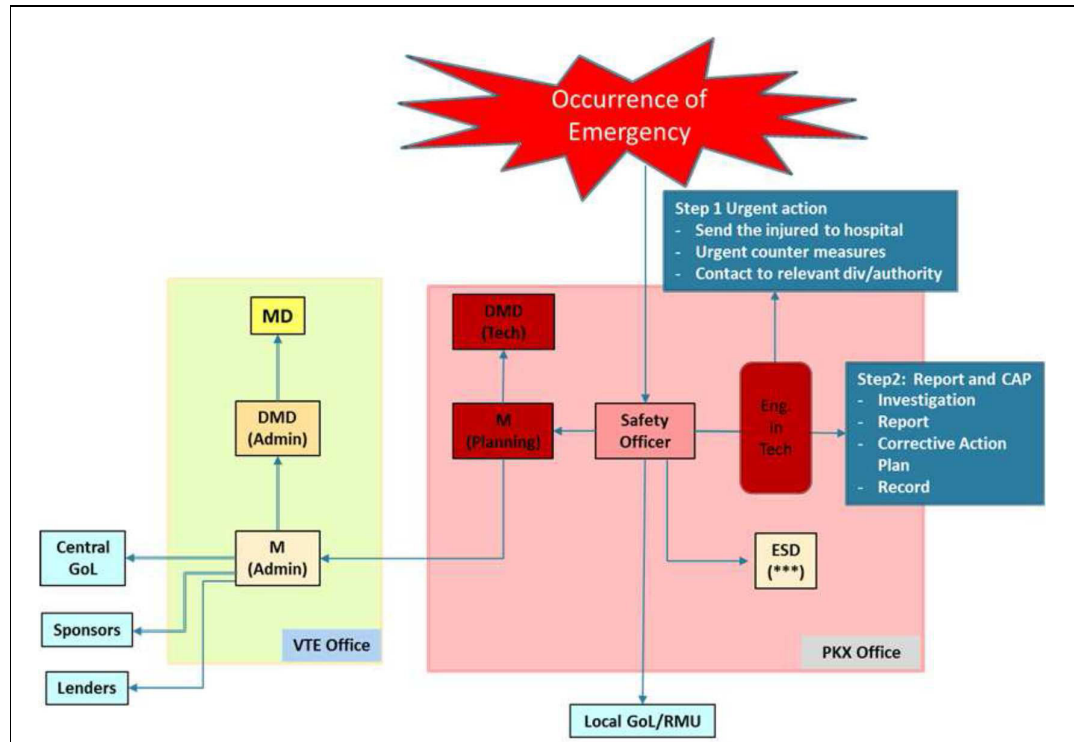 Occurrence of
Emergency
Step 1 Urgent action
- Send the injured to hospital
- Urgent counter measures
- Contact to relevant div/authority
MD
DMD
(Tech)
DMD
(Admin)
M
(Planning)
Safety
Officer
Eng.
in
Tech
Step2: Report and CAP
- Investigation
- Report
- Corrective Action
Plan
- Record
Central
GoL
M
(Admin)
ESD
(***)
Sponsors
VTE Office
PKX Office
Lenders
Local GoL/RMU